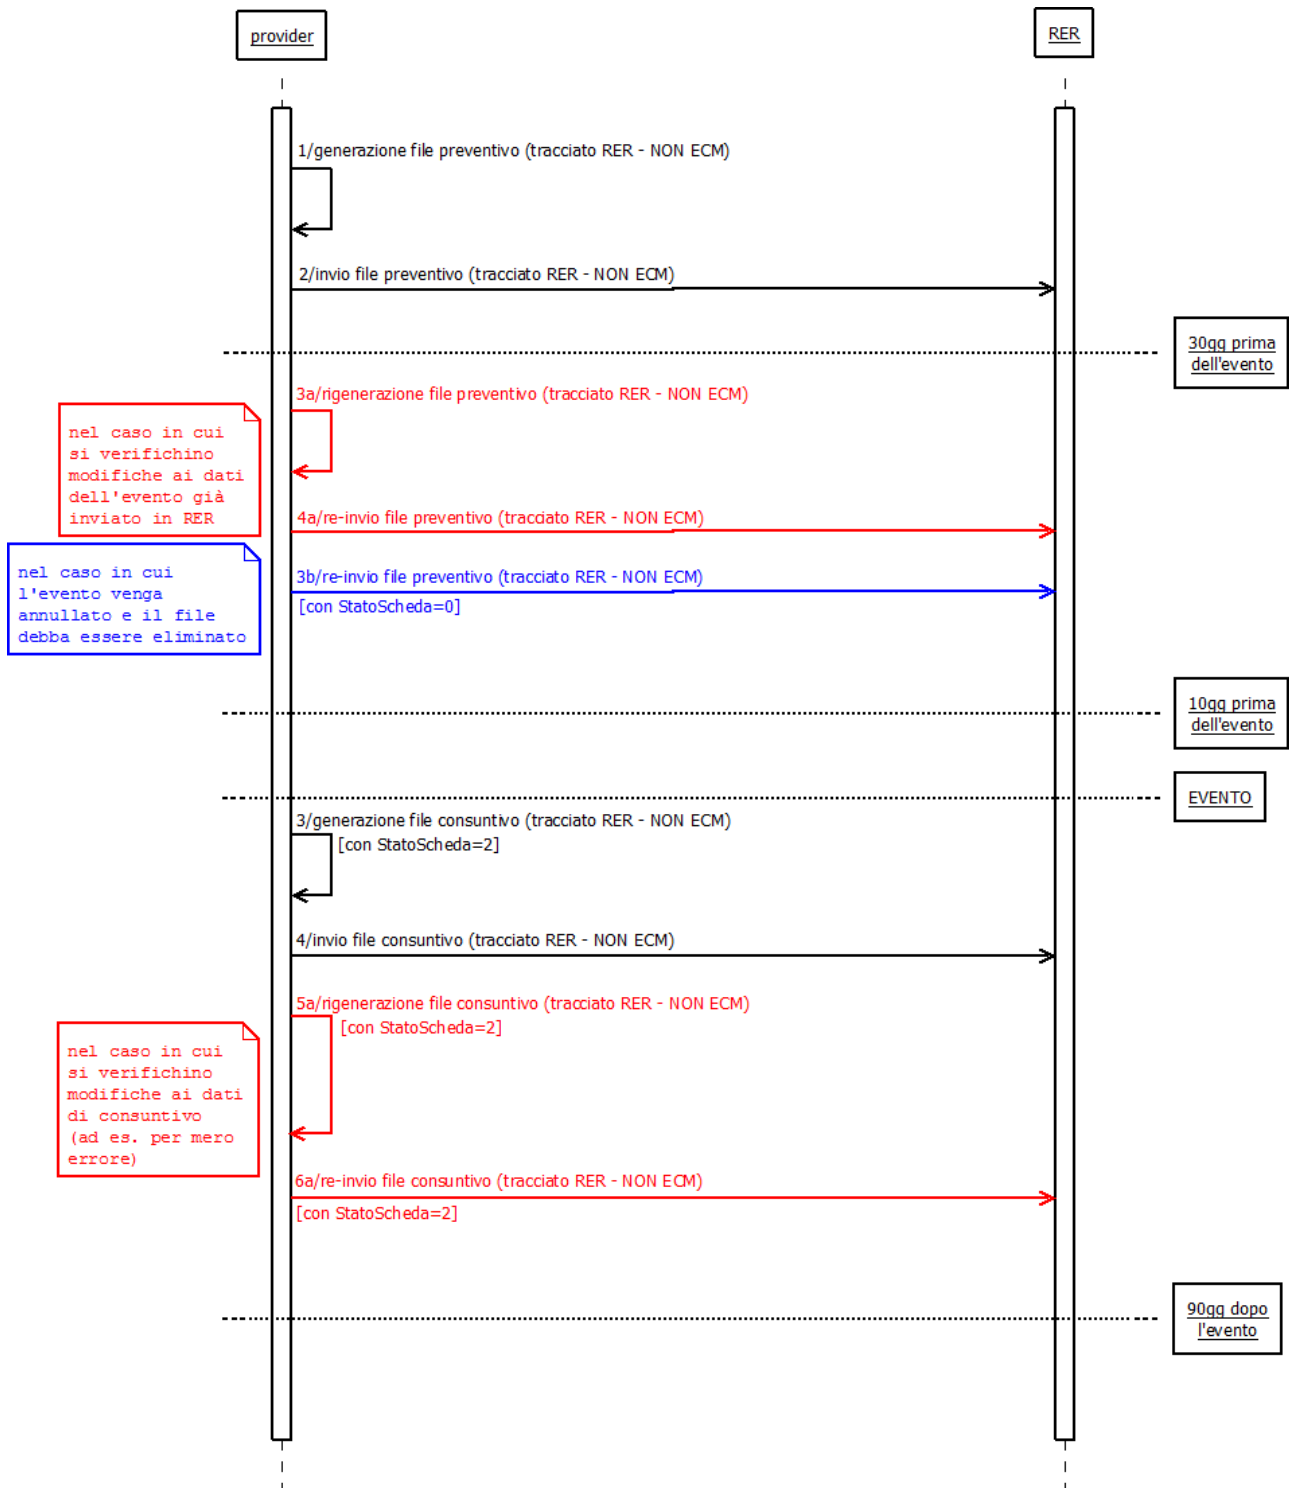 provider
RER
1/generazione file preventivo (tracciato RER - NON ECM)
2/invio file preventivo (tracciato RER - NON ECM)
30gg prima
dell'evento
3a/rigenerazione file preventivo (tracciato RER - NON ECM)
nel caso in cui
si verifichino
modifiche ai dati
dell'evento già
inviato in RER
4a/re-invio file preventivo (tracciato RER - NON ECM)
nel caso in cui
l'evento venga
annullato e il file
debba essere eliminato
3b/re-invio file preventivo (tracciato RER - NON ECM)
[con StatoScheda=0]
10gg prima
dell'evento
EVENTO
3/generazione file consuntivo (tracciato RER - NON ECM)
[con StatoScheda=2]
4/invio file consuntivo (tracciato RER - NON ECM)
5a/rigenerazione file consuntivo (tracciato RER - NON ECM)
[con StatoScheda=2]
nel caso in cui
si verifichino
modifiche ai dati
di consuntivo
(ad es. per mero
errore)
6a/re-invio file consuntivo (tracciato RER - NON ECM)
[con StatoScheda=2]
90gg dopo
l'evento